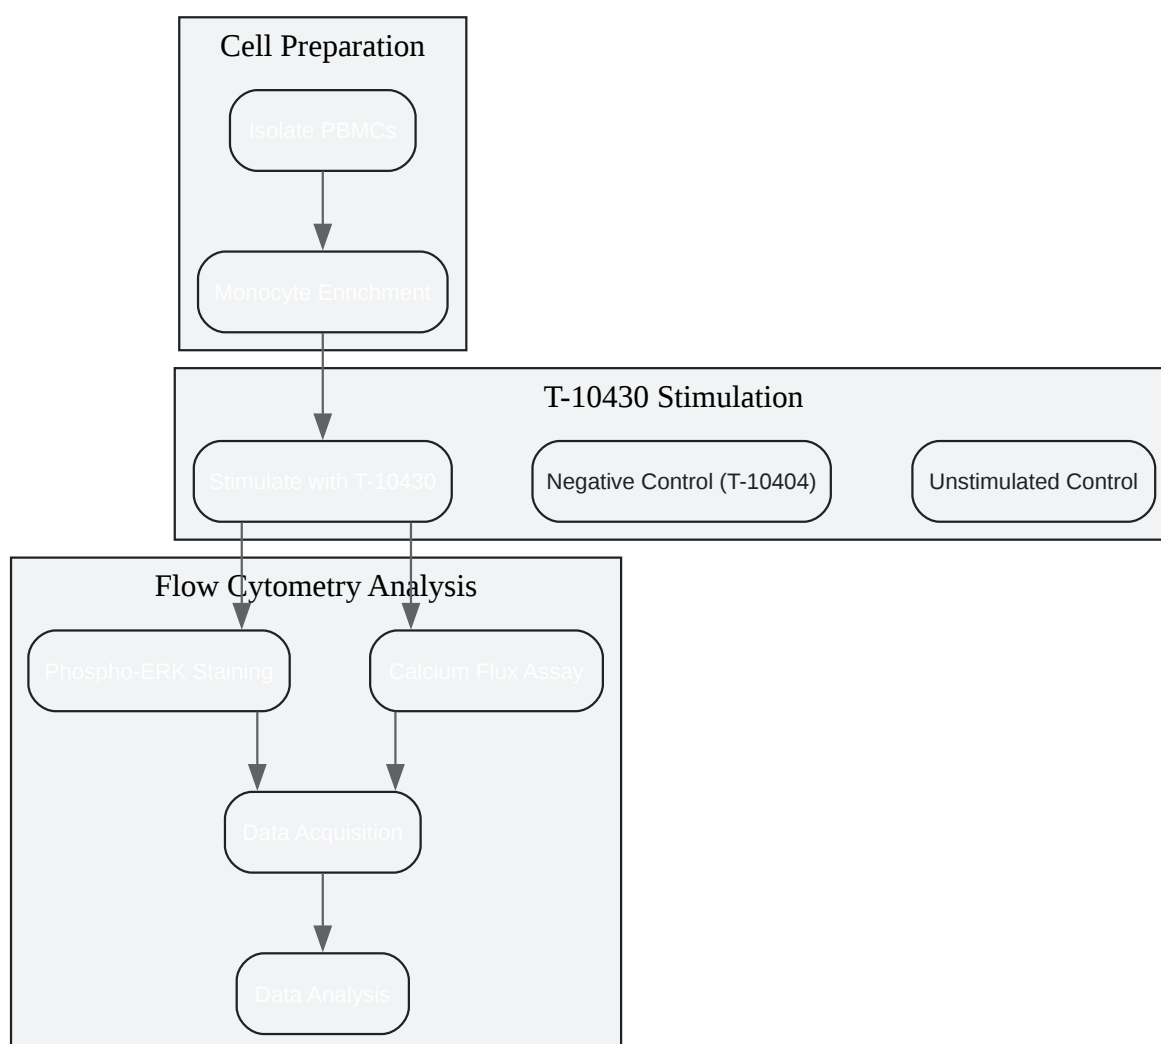 Cell Preparation
Isolate PBMCs
Monocyte Enrichment
T-10430 Stimulation
Stimulate with T-10430
Negative Control (T-10404)
Unstimulated Control
Flow Cytometry Analysis
Phospho-ERK Staining
Calcium Flux Assay
Data Acquisition
Data Analysis